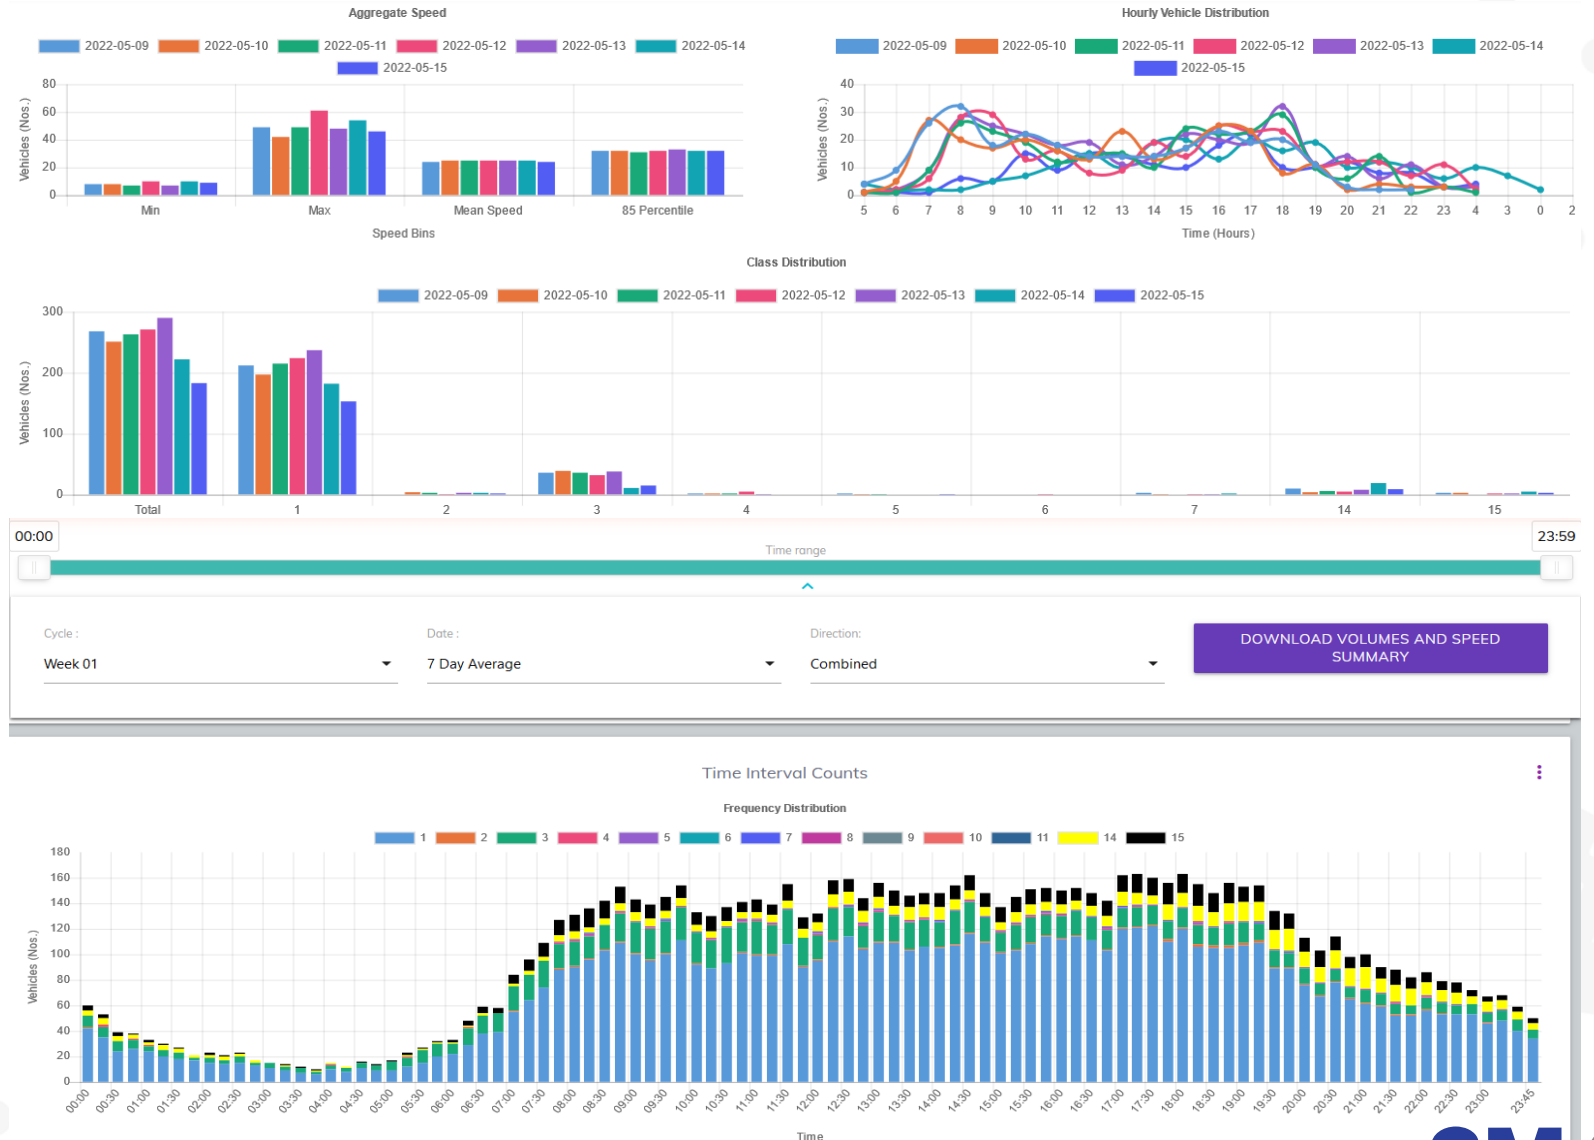 Aggregate Speed
2022-05-09 2022-05-10 2022-05-11 2022-05-12 2022-05-13 2022-05-14
2022-05-15
Vehicles (Nos.)
80
60
40
20
0
Min Max Mean Speed 85 Percentile
Speed Bins
Hourly Vehicle Distribution
2022-05-09 2022-05-10 2022-05-11 2022-05-12 2022-05-13 2022-05-14
2022-05-15
Vehicles (Nos.)
40
30
20
10
0
5 6 7 8 9 10 11 12 13 14 15 16 17 18 19 20 21 22 23 4 3 0 2
Time (Hours)
Class Distribution
2022-05-09 2022-05-10 2022-05-11 2022-05-12 2022-05-13 2022-05-14 2022-05-15
Vehicles (Nos.)
300
200
100
0
Total 1 2 3 4 5 6 7 14 15
00:00 23:59
Time range
Cycle : Date : Direction:
Week 01 7 Day Average Combined
DOWNLOAD VOLUMES AND SPEED
SUMMARY
Time Interval Counts
Frequency Distribution
1 2 3 4 5 6 7 8 9 10 11 14 15
Vehicles (Nos.)
180
160
140
120
100
80
60
40
20
0
00:00 00:30 01:00 01:30 02:00 02:30 03:00 03:30 04:00 04:30 05:00 05:30 06:00 06:30 07:00 07:30 08:00 08:30 09:00 09:30 10:00 10:30 11:00 11:30 12:00 12:30 13:00 13:30 14:00 14:30 15:00 15:30 16:00 16:30 17:00 17:30 18:00 18:30 19:00 19:30 20:00 20:30 21:00 21:30 22:00 22:30 23:00 23:45
Time